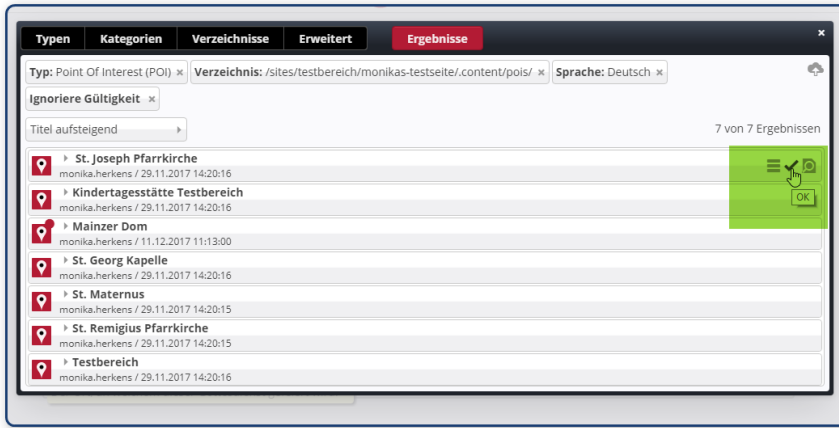 Typen Kategorien Verzeichnisse Erweitert Ergebnisse ×
Typ: Point Of Interest (POI) × Verzeichnis: /sites/testbereich/monikas-testseite/.content/pois/ × Sprache: Deutsch ×
Ignoriere Gültigkeit ×
Titel aufsteigend 7 von 7 Ergebnissen
St. Joseph Pfarrkirche
monika.herkens / 29.11.2017 14:20:16
OK
Kindertagesstätte Testbereich
monika.herkens / 29.11.2017 14:20:16
Mainzer Dom
monika.herkens / 11.12.2017 11:13:00
St. Georg Kapelle
monika.herkens / 29.11.2017 14:20:16
St. Maternus
monika.herkens / 29.11.2017 14:20:15
St. Remigius Pfarrkirche
monika.herkens / 29.11.2017 14:20:15
Testbereich
monika.herkens / 29.11.2017 14:20:16